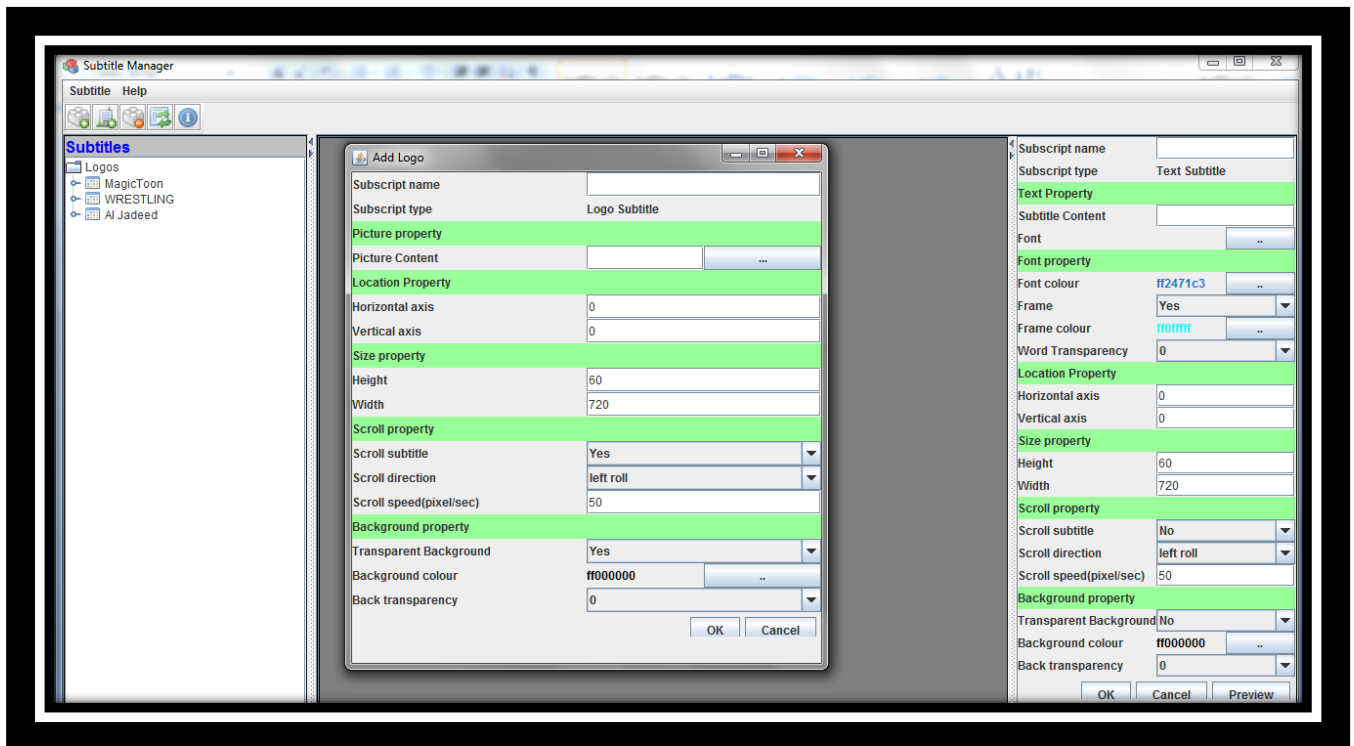 Subtitle Manager
Subtitle Help
Subtitles
Logos
MagicToon
WRESTLING
Al Jadeed
Add Logo
Subscript name
Subscript type Logo Subtitle
Picture property
Picture Content ...
Location Property
Horizontal axis 0
Vertical axis 0
Size property
Height 60
Width 720
Scroll property
Scroll subtitle Yes
Scroll direction left roll
Scroll speed(pixel/sec) 50
Background property
Transparent Background Yes
Background colour ff000000 ..
Back transparency 0
OK Cancel
Subscript name
Subscript type Text Subtitle
Text Property
Subtitle Content
Font ..
Font property
Font colour ff2471c3 ..
Frame Yes
Frame colour ff0fffff ..
Word Transparency 0
Location Property
Horizontal axis 0
Vertical axis 0
Size property
Height 60
Width 720
Scroll property
Scroll subtitle No
Scroll direction left roll
Scroll speed(pixel/sec) 50
Background property
Transparent Background No
Background colour ff000000 ..
Back transparency 0
OK Cancel Preview